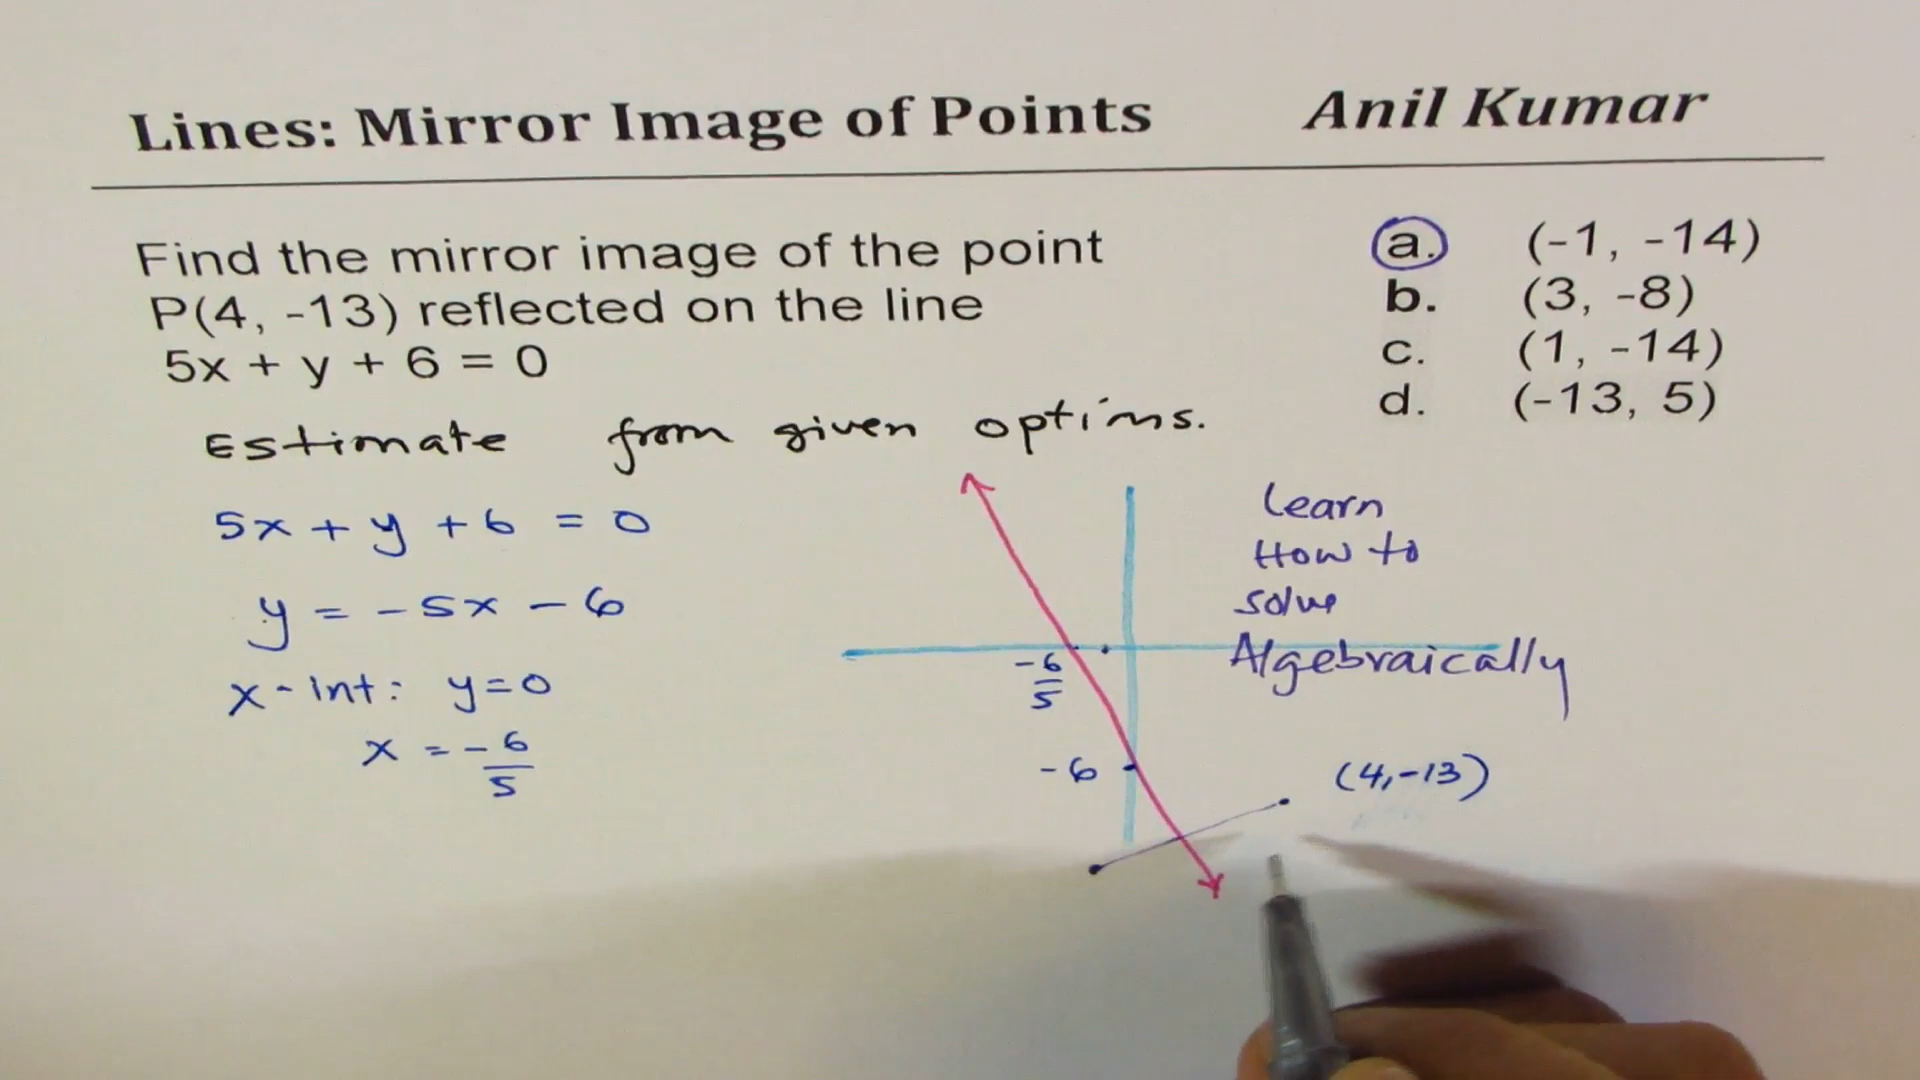 Lines: Mirror Image of Points Anil Kumar
Find the mirror image of the point
P(4, -13) reflected on the line
5x + y + 6 = 0
a. (-1, -14)
b. (3, -8)
c. (1, -14)
d. (-13, 5)
Estimate from given options.
5x + y + 6 = 0
y = -5x - 6
x-int: y=0
x = -6/5
Learn
How to
solve
Algebraically
-6/5
-6
(4,-13)